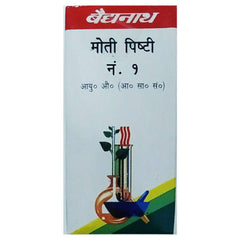 बैद्यनाथ
मोती पिष्टी
नं. १
आयु० औ० (आ० सा० सं०)